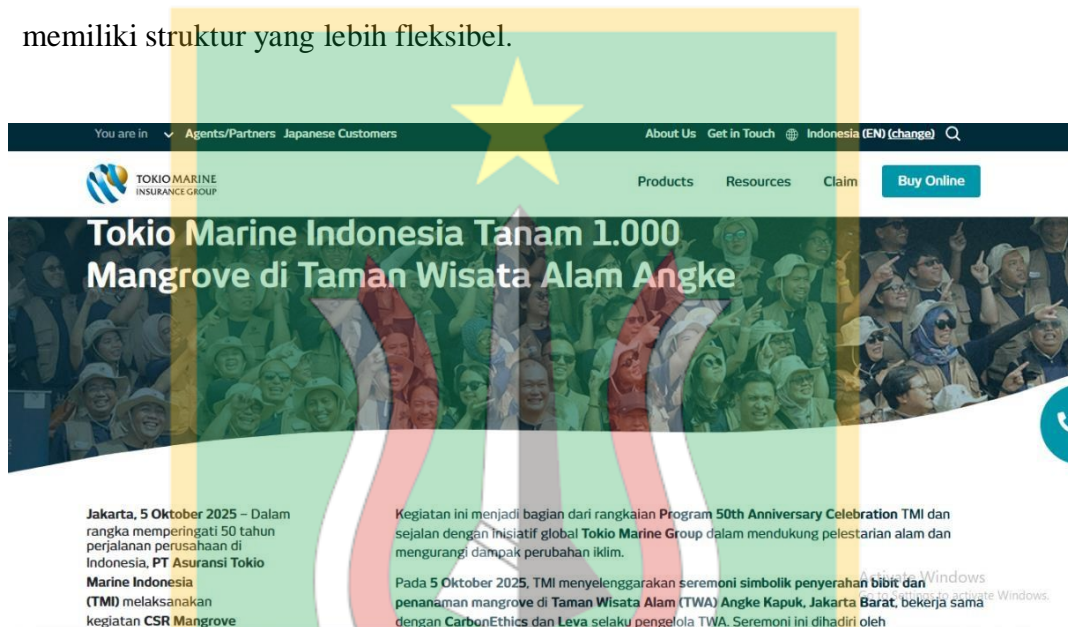 memiliki struktur yang lebih fleksibel.
You are in Agents/Partners Japanese Customers About Us Get in Touch Indonesia (EN) (change)
TOKIO MARINE
INSURANCE GROUP
Products Resources Claim Buy Online
Tokio Marine Indonesia Tanam 1.000
Mangrove di Taman Wisata Alam Angke
Jakarta, 5 Oktober 2025 – Dalam
rangka memperingati 50 tahun
perjalanan perusahaan di
Indonesia, PT Asuransi Tokio
Marine Indonesia
(TMI) melaksanakan
kegiatan CSR Mangrove
Kegiatan ini menjadi bagian dari rangkaian Program 50th Anniversary Celebration TMI dan
sejalan dengan inisiatif global Tokio Marine Group dalam mendukung pelestarian alam dan
mengurangi dampak perubahan iklim.
Pada 5 Oktober 2025, TMI menyelenggarakan seremoni simbolik penyerahan bibit dan
penanaman mangrove di Taman Wisata Alam (TWA) Angke Kapuk, Jakarta Barat, bekerja sama
dengan CarbonEthics dan Leva selaku pengelola TWA. Seremoni ini dihadiri oleh
Activate Windows
Go to Settings to activate Windows.